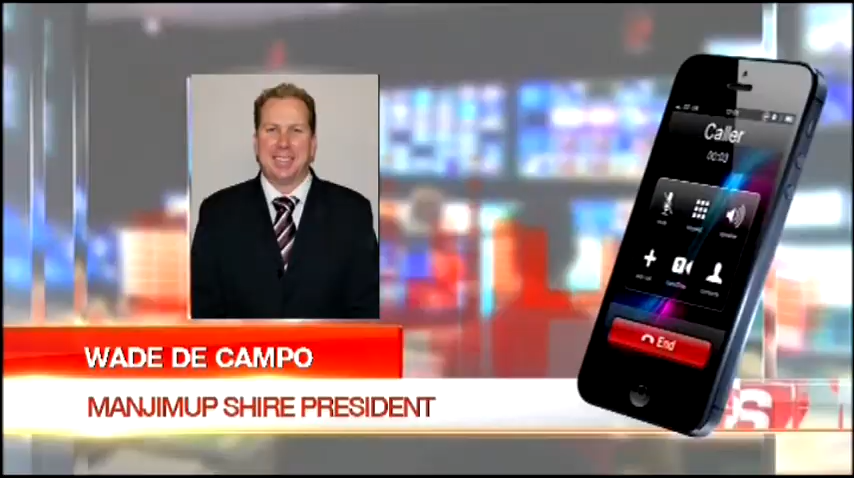 Caller
00:03
End
WADE DE CAMPO
MANJIMUP SHIRE PRESIDENT
S